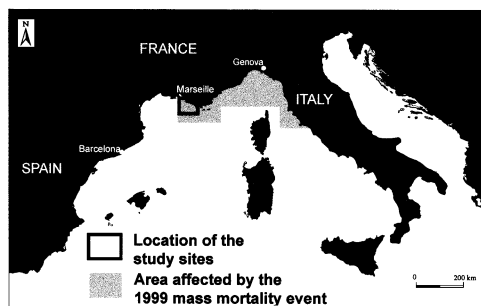 N
FRANCE
Genova
Marseille
ITALY
Barcelona
SPAIN
Location of the
study sites
Area affected by the
1999 mass mortality event
0 200 km